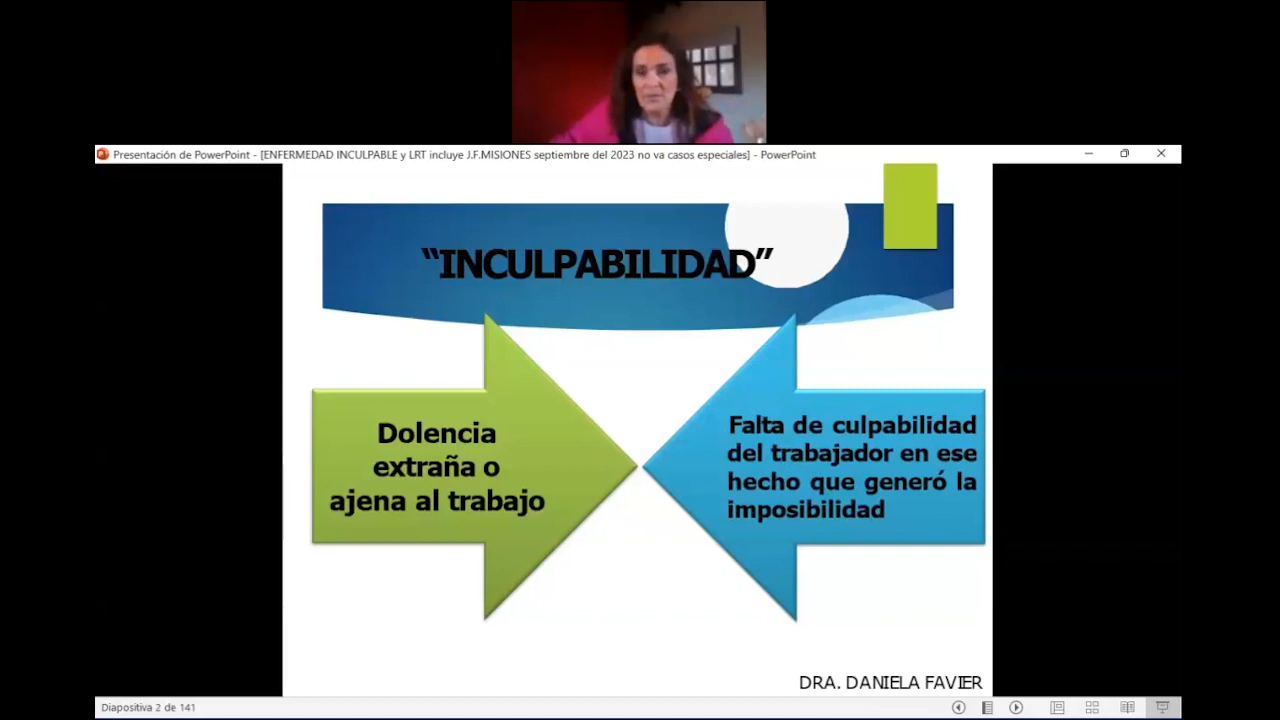 Presentación de PowerPoint - [ENFERMEDAD INCULPABLE y LRT incluye J.F.MISIONES septiembre del 2023 no va casos especiales] - PowerPoint
“INCULPABILIDAD”
Dolencia
extraña o
ajena al trabajo
Falta de culpabilidad
del trabajador en ese
hecho que generó la
imposibilidad
DRA. DANIELA FAVIER
Diapositiva 2 de 141